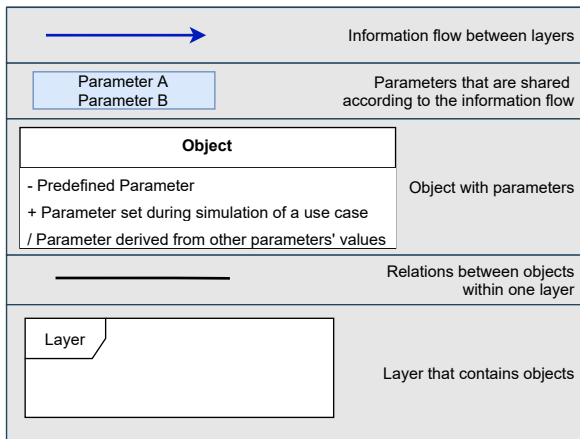 Information flow between layers
Parameter A
Parameter B
Parameters that are shared
according to the information flow
Object
- Predefined Parameter
+ Parameter set during simulation of a use case
/ Parameter derived from other parameters' values
Object with parameters
Relations between objects
within one layer
Layer
Layer that contains objects